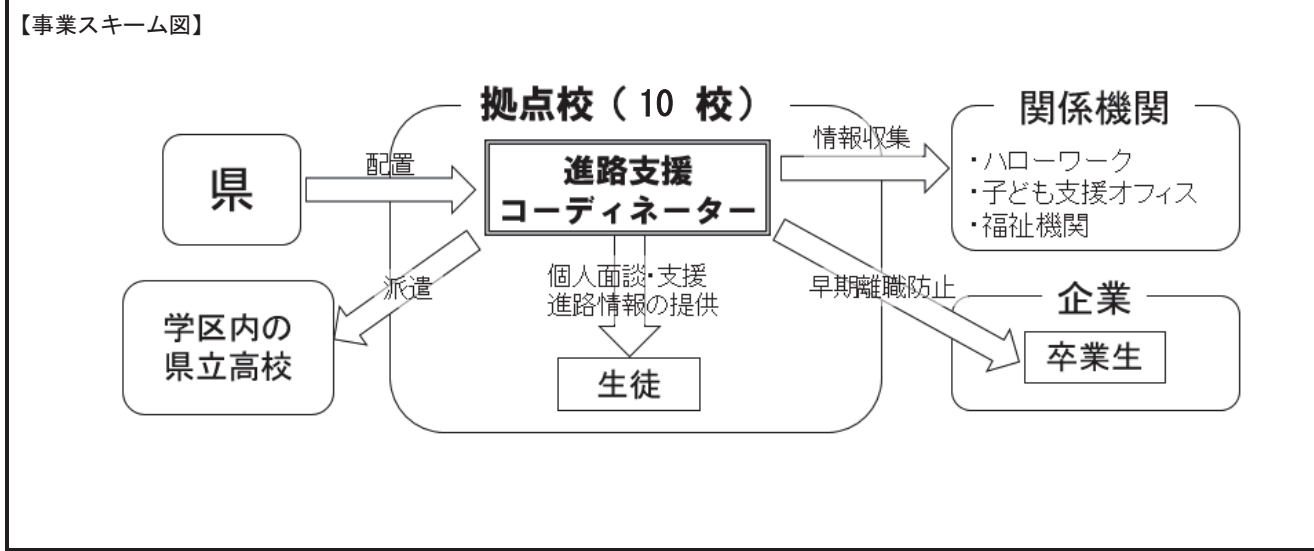 【事業スキーム図】
拠点校（10 校）
県
配置
進路支援
コーディネーター
情報収集
関係機関
・ハローワーク
・子ども支援オフィス
・福祉機関
派遣
学区内の
県立高校
個人面談・支援
進路情報の提供
生徒
早期離職防止
企業
卒業生